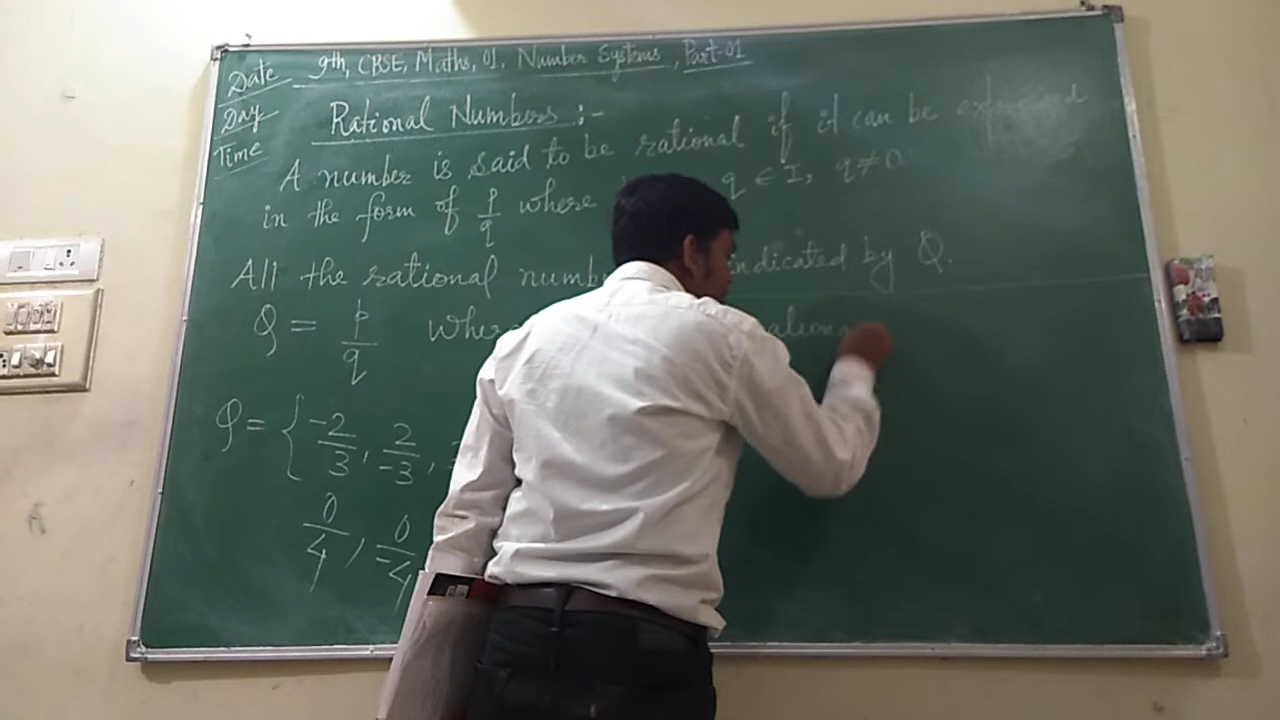 Date 9th, CBSE, Maths, 01, Number Systems, Part-01
Day
Time
Rational Numbers :-
A number is said to be rational if it can be expressed
in the form of p/q where q ∈ I, q ≠ 0
All the rational indicated by Q.
Q = p/q
Q = { -2/3, 2/-3,
0/4, 0/-4